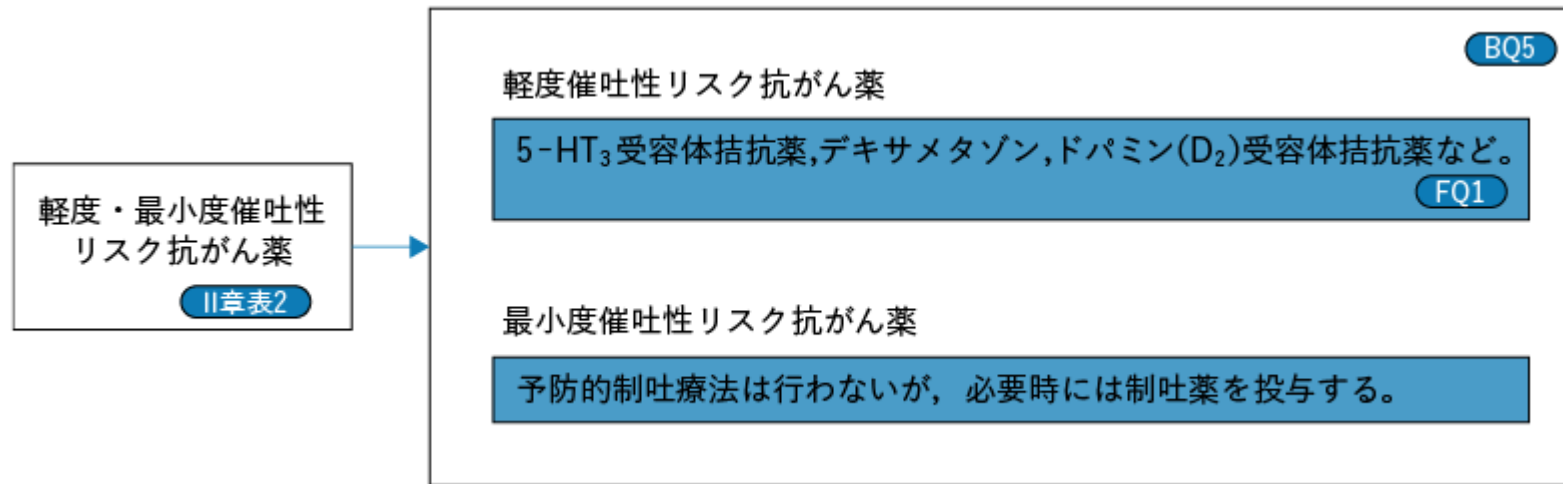 BQ5
軽度催吐性リスク抗がん薬
5-HT₃受容体拮抗薬,デキサメタゾン,ドパミン(D₂)受容体拮抗薬など。
FQ1
軽度・最小度催吐性
リスク抗がん薬
II章表2
最小度催吐性リスク抗がん薬
予防的制吐療法は行わないが，必要時には制吐薬を投与する。